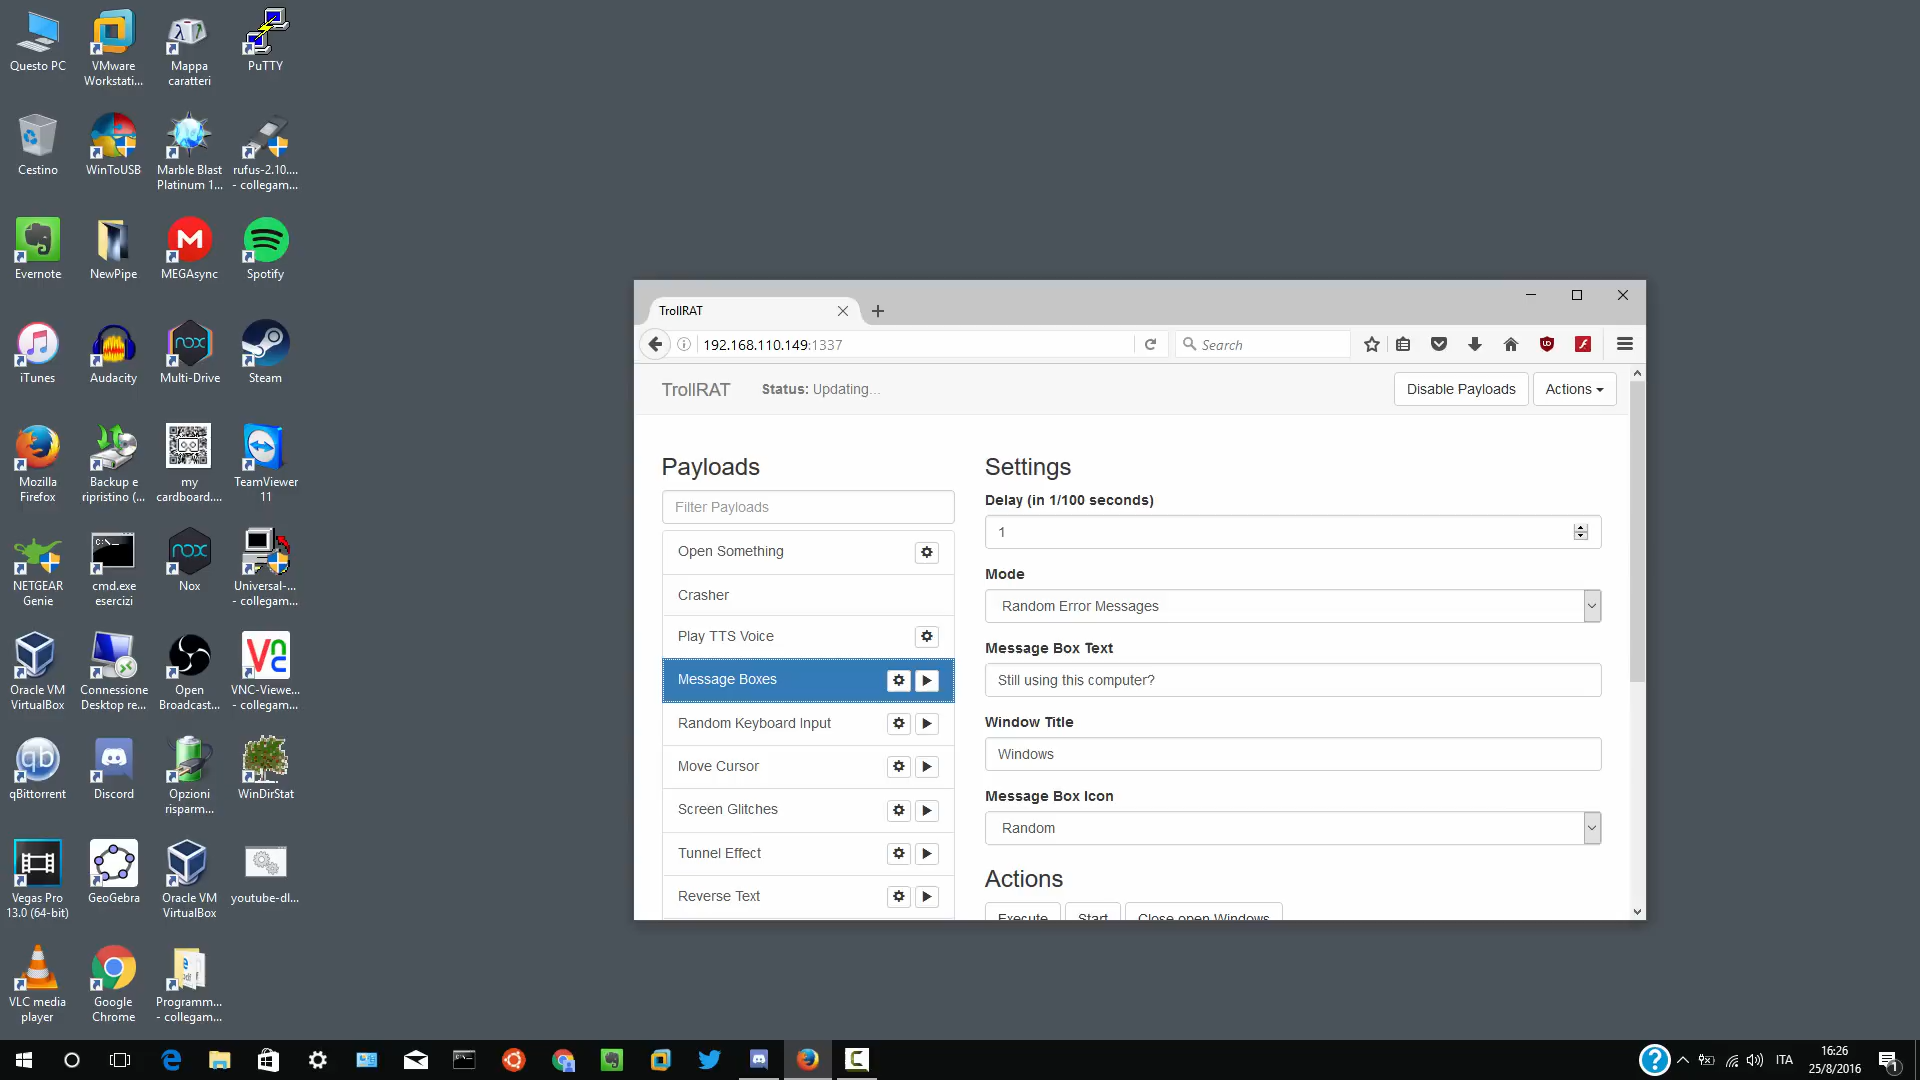 Questo PC
VMware
Workstati...
Mappa
caratteri
PuTTY
Cestino
WinToUSB
Marble Blast
Platinum 1...
rufus-2.10....
- collegam...
Evernote
NewPipe
MEGAsync
Spotify
iTunes
Audacity
nox
Multi-Drive
Steam
Mozilla
Firefox
Backup e
ripristino (...
my
cardboard....
TeamViewer
11
NETGEAR
Genie
cmd.exe
esercizi
nox
Nox
Universal-...
- collegam...
Oracle VM
VirtualBox
Connessione
Desktop re...
Open
Broadcast...
VNC-Viewe...
- collegam...
qb
qBittorrent
Discord
Opzioni
risparm...
WinDirStat
Vegas Pro
13.0 (64-bit)
GeoGebra
Oracle VM
VirtualBox
youtube-dl...
VLC media
player
Google
Chrome
Programm...
- collegam...
TrollRAT
192.168.110.149:1337
Search
TrollRAT
Status: Updating...
Disable Payloads
Actions
Payloads
Filter Payloads
Open Something
Crasher
Play TTS Voice
Message Boxes
Random Keyboard Input
Move Cursor
Screen Glitches
Tunnel Effect
Reverse Text
Settings
Delay (in 1/100 seconds)
1
Mode
Random Error Messages
Message Box Text
Still using this computer?
Window Title
Windows
Message Box Icon
Random
Actions
Execute
Start
Close open Windows
ITA
16:26
25/8/2016
1